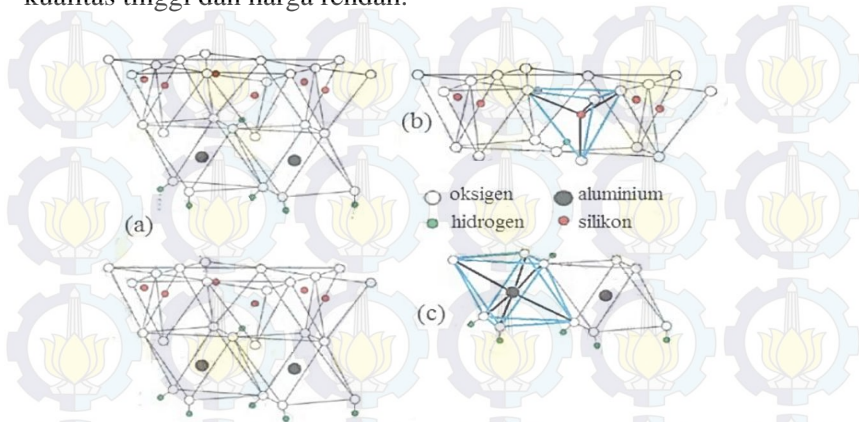 kualitas tinggi dan harga rendah.
(b)
oksigen aluminium
hidrogen silikon
(a)
(c)